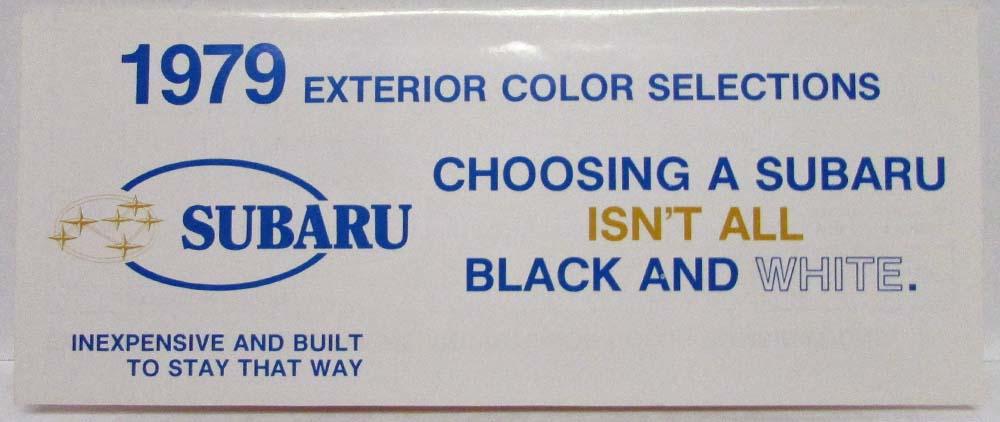 1979 EXTERIOR COLOR SELECTIONS
SUBARU
INEXPENSIVE AND BUILT
TO STAY THAT WAY
CHOOSING A SUBARU
ISN'T ALL
BLACK AND WHITE.